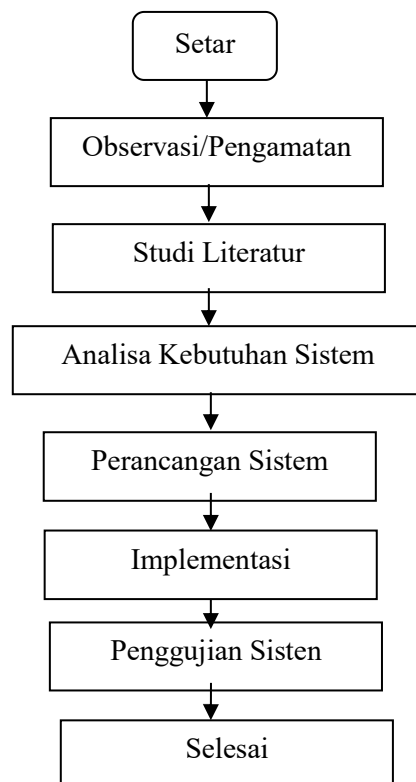 Setar
Observasi/Pengamatan
Studi Literatur
Analisa Kebutuhan Sistem
Perancangan Sistem
Implementasi
Penggujian Sisten
Selesai